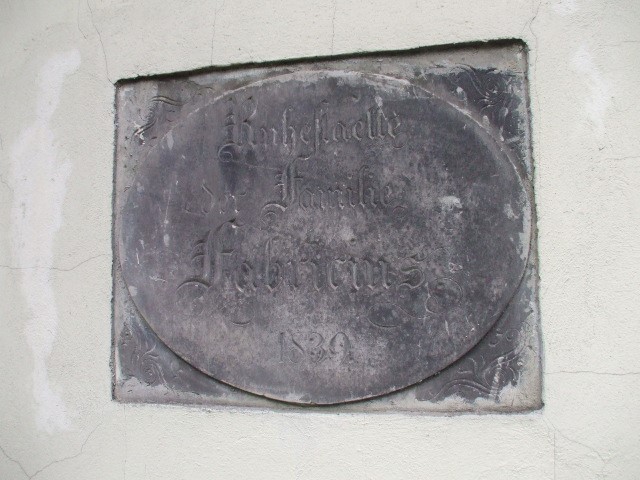 Ruhestaette
der Familie
Fabricius
1839